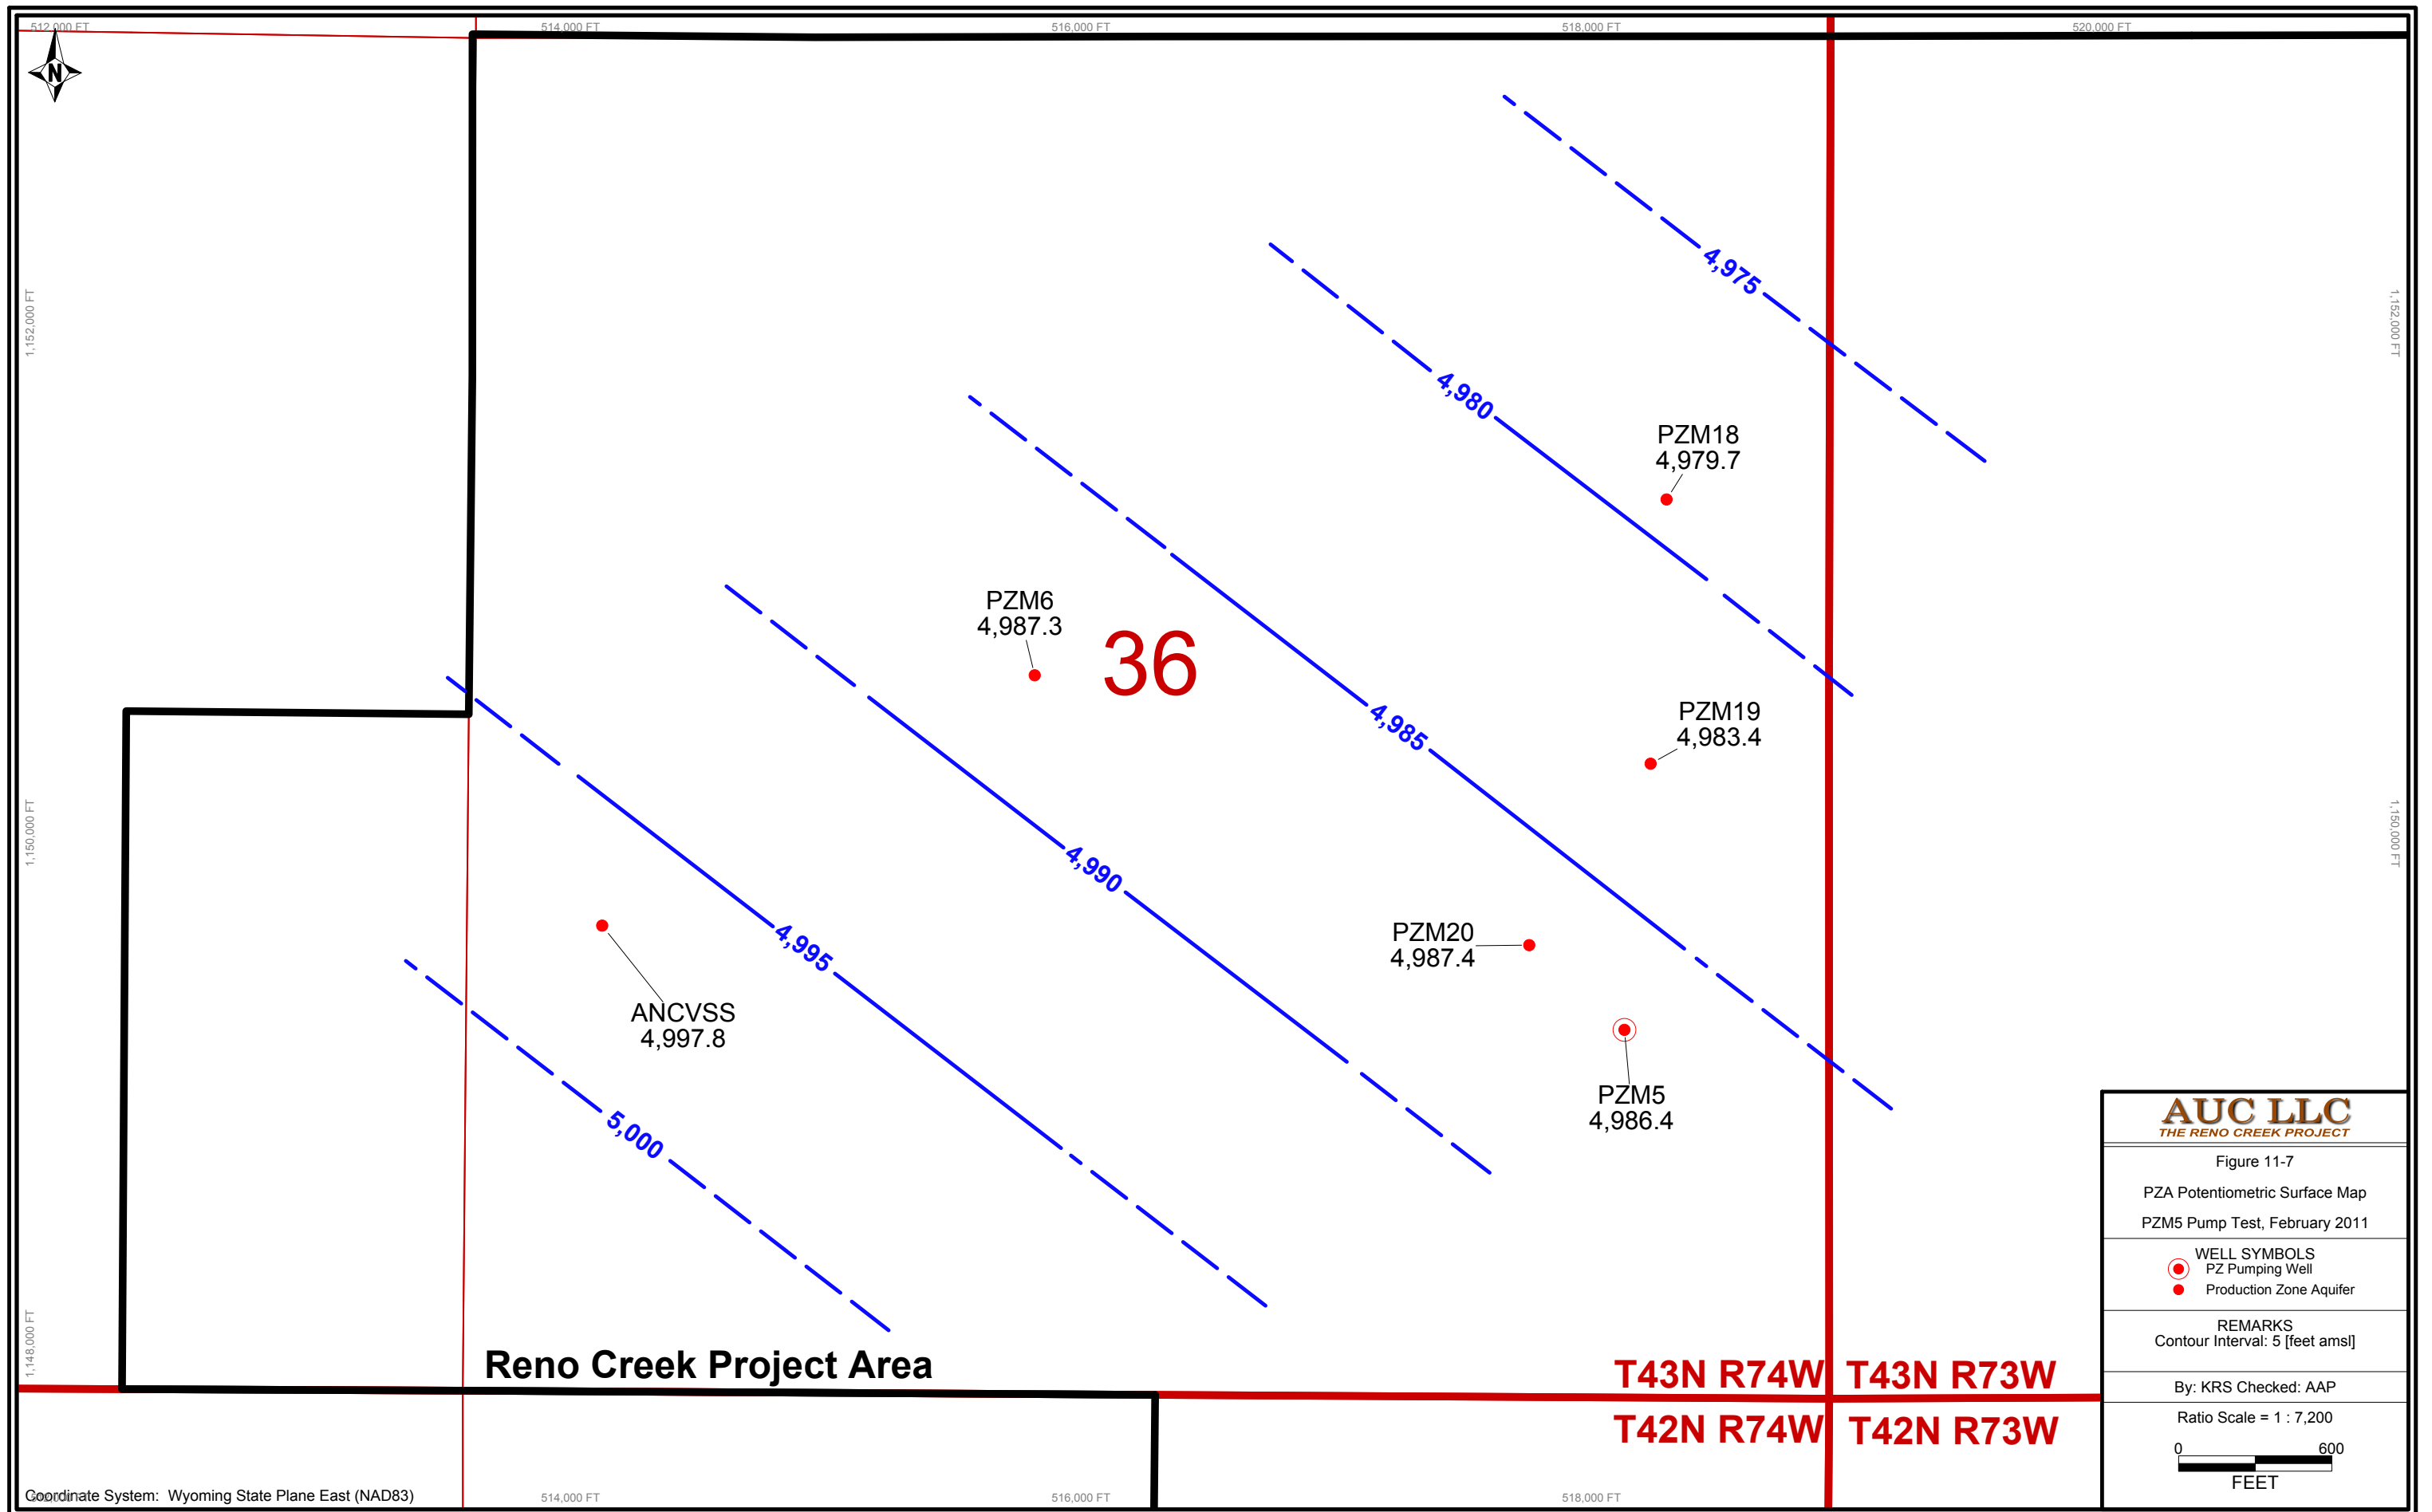 512,000 FT
514,000 FT
516,000 FT
518,000 FT
520,000 FT
N
1,152,000 FT
1,152,000 FT
4,975
4,980
PZM18
4,979.7
PZM6
4,987.3
36
4,985
PZM19
4,983.4
1,150,000 FT
1,150,000 FT
4,990
4,995
PZM20
4,987.4
ANCVSS
4,997.8
5,000
PZM5
4,986.4
1,148,000 FT
Reno Creek Project Area
T43N R74W
T43N R73W
T42N R74W
T42N R73W
AUC LLC
THE RENO CREEK PROJECT
Figure 11-7
PZA Potentiometric Surface Map
PZM5 Pump Test, February 2011
WELL SYMBOLS
PZ Pumping Well
Production Zone Aquifer
REMARKS
Contour Interval: 5 [feet amsl]
By: KRS Checked: AAP
Ratio Scale = 1 : 7,200
0 600
FEET
Coordinate System: Wyoming State Plane East (NAD83)
512,000 FT
514,000 FT
516,000 FT
518,000 FT